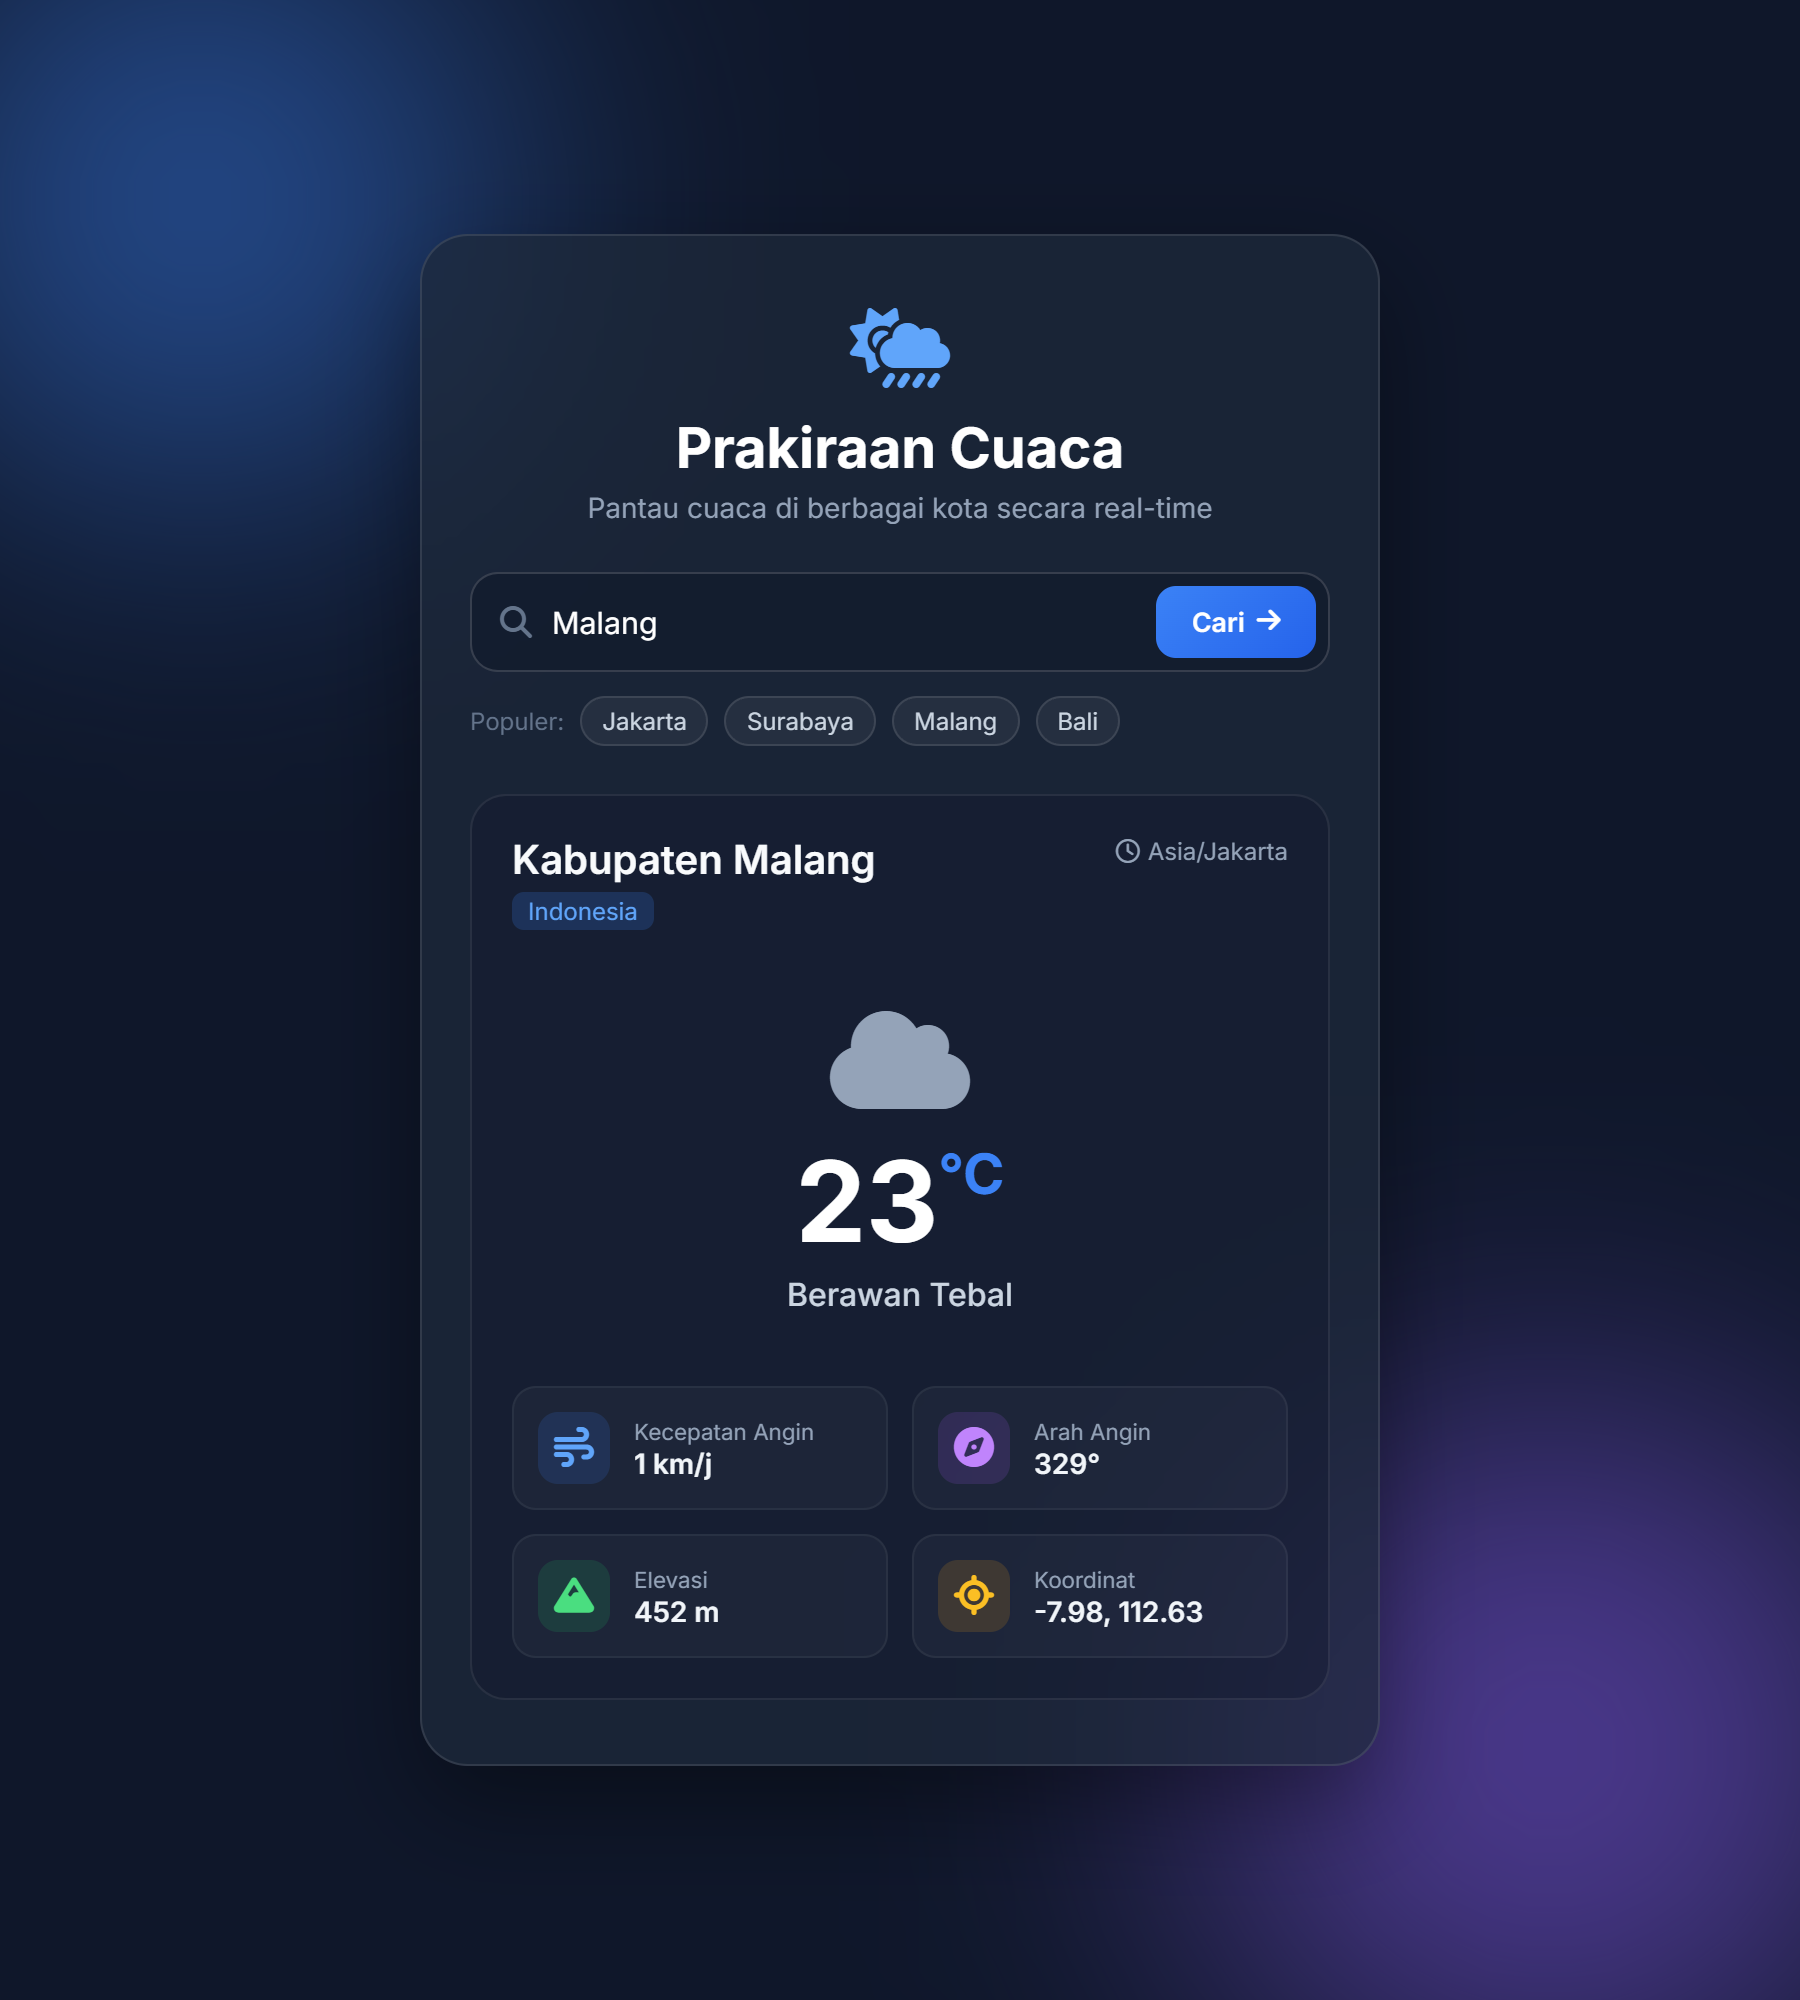 Prakiraan Cuaca
Pantau cuaca di berbagai kota secara real-time
Malang
Cari
Populer: Jakarta Surabaya Malang Bali
Kabupaten Malang
Asia/Jakarta
Indonesia
23°C
Berawan Tebal
Kecepatan Angin
1 km/j
Arah Angin
329°
Elevasi
452 m
Koordinat
-7.98, 112.63